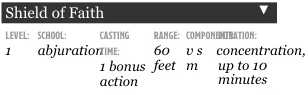 Shield of Faith ▼
LEVEL: SCHOOL: CASTING TIME: RANGE: COMPONENTS: DURATION:
1 abjuration 1 bonus action 60 feet v s m concentration, up to 10 minutes